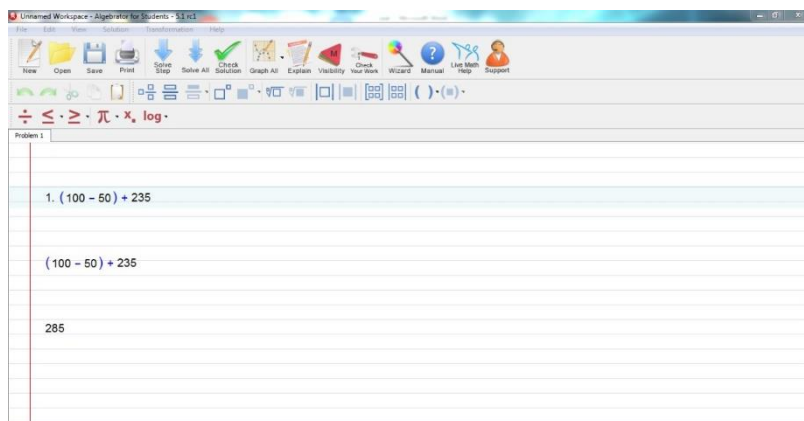 Unnamed Workspace - Algebrator for Students - 5.1 rc1
File Edit View Solution Transformation Help
New Open Save Print Solve Step Solve All Check Solution Graph All Explain Visibility Check Your Work Wizard Manual Live Math Help Support
÷ ≤ · ≥ · π · x. log ·
Problem 1
1. (100 – 50) + 235
(100 – 50) + 235
285